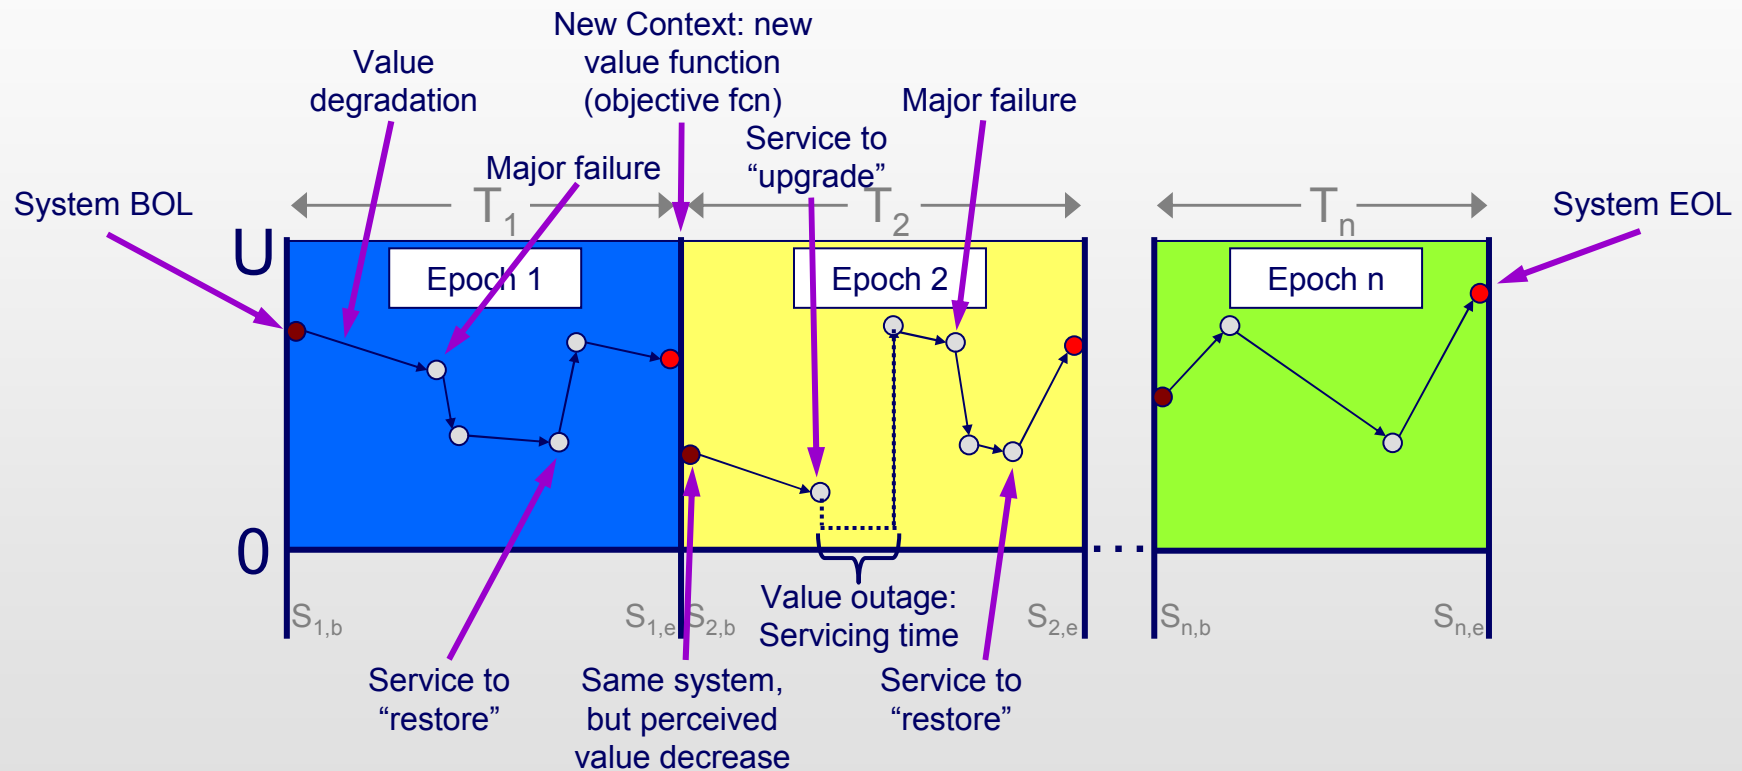 New Context: new
value function
(objective fcn)
Value
degradation
Major failure
Service to
“upgrade”
Major failure
System BOL
T1
T2
Tn
System EOL
U
Epoch 1
Epoch 2
Epoch n
0
...
S1,b
S1,e
S2,b
Value outage:
Servicing time
S2,e
Sn,b
Sn,e
Service to
“restore”
Same system,
but perceived
value decrease
Service to
“restore”